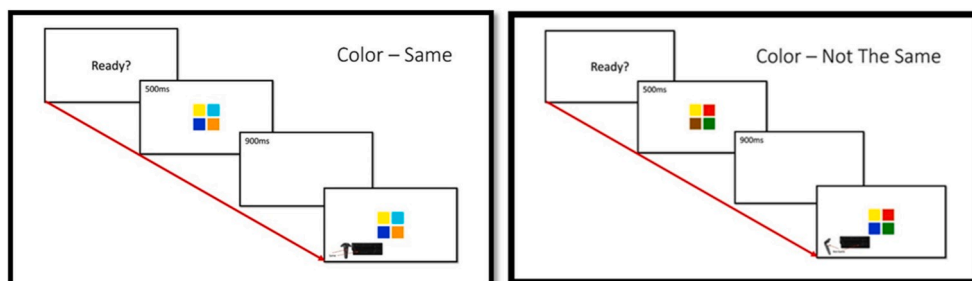 Color – Same
Ready?
500ms
900ms
Color – Not The Same
Ready?
500ms
900ms